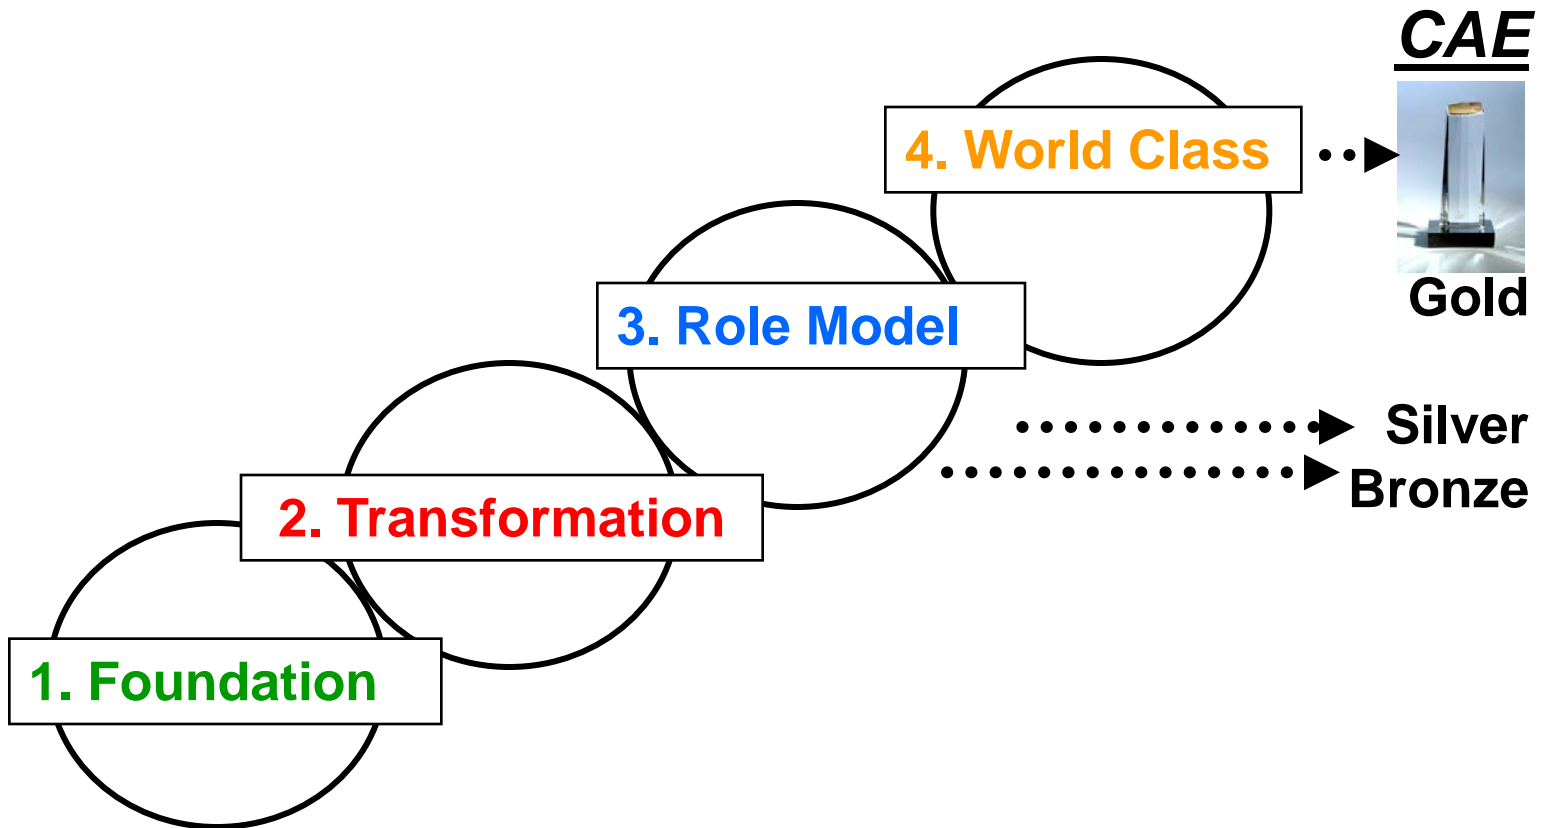 CAE
4. World Class
Gold
3. Role Model
Silver
Bronze
2. Transformation
1. Foundation